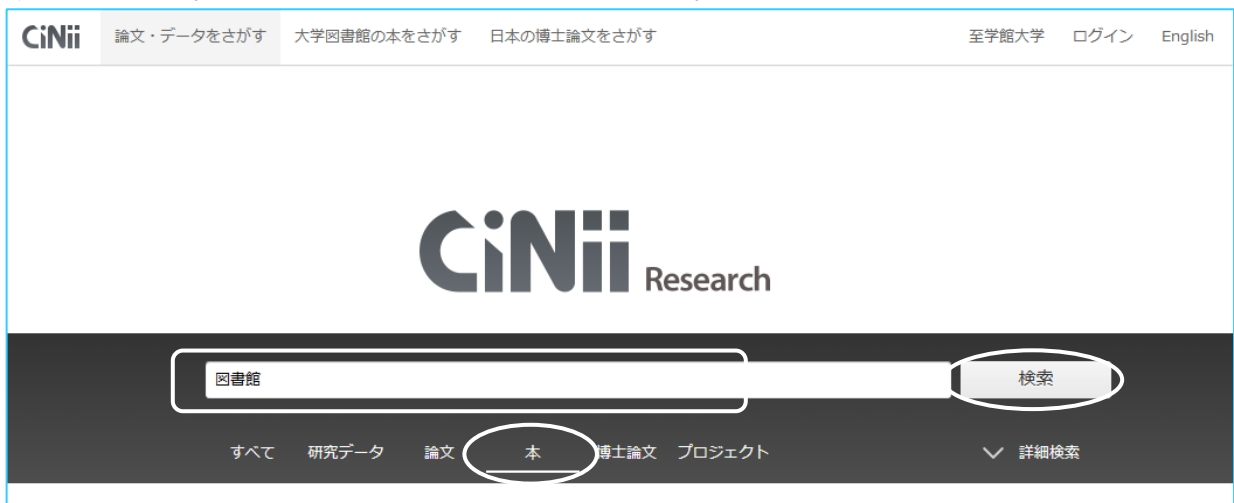 CiNii 論文・データをさがす 大学図書館の本をさがす 日本の博士論文をさがす 至学館大学 ログイン English
CiNii Research
図書館 検索
すべて 研究データ 論文 本 博士論文 プロジェクト 詳細検索